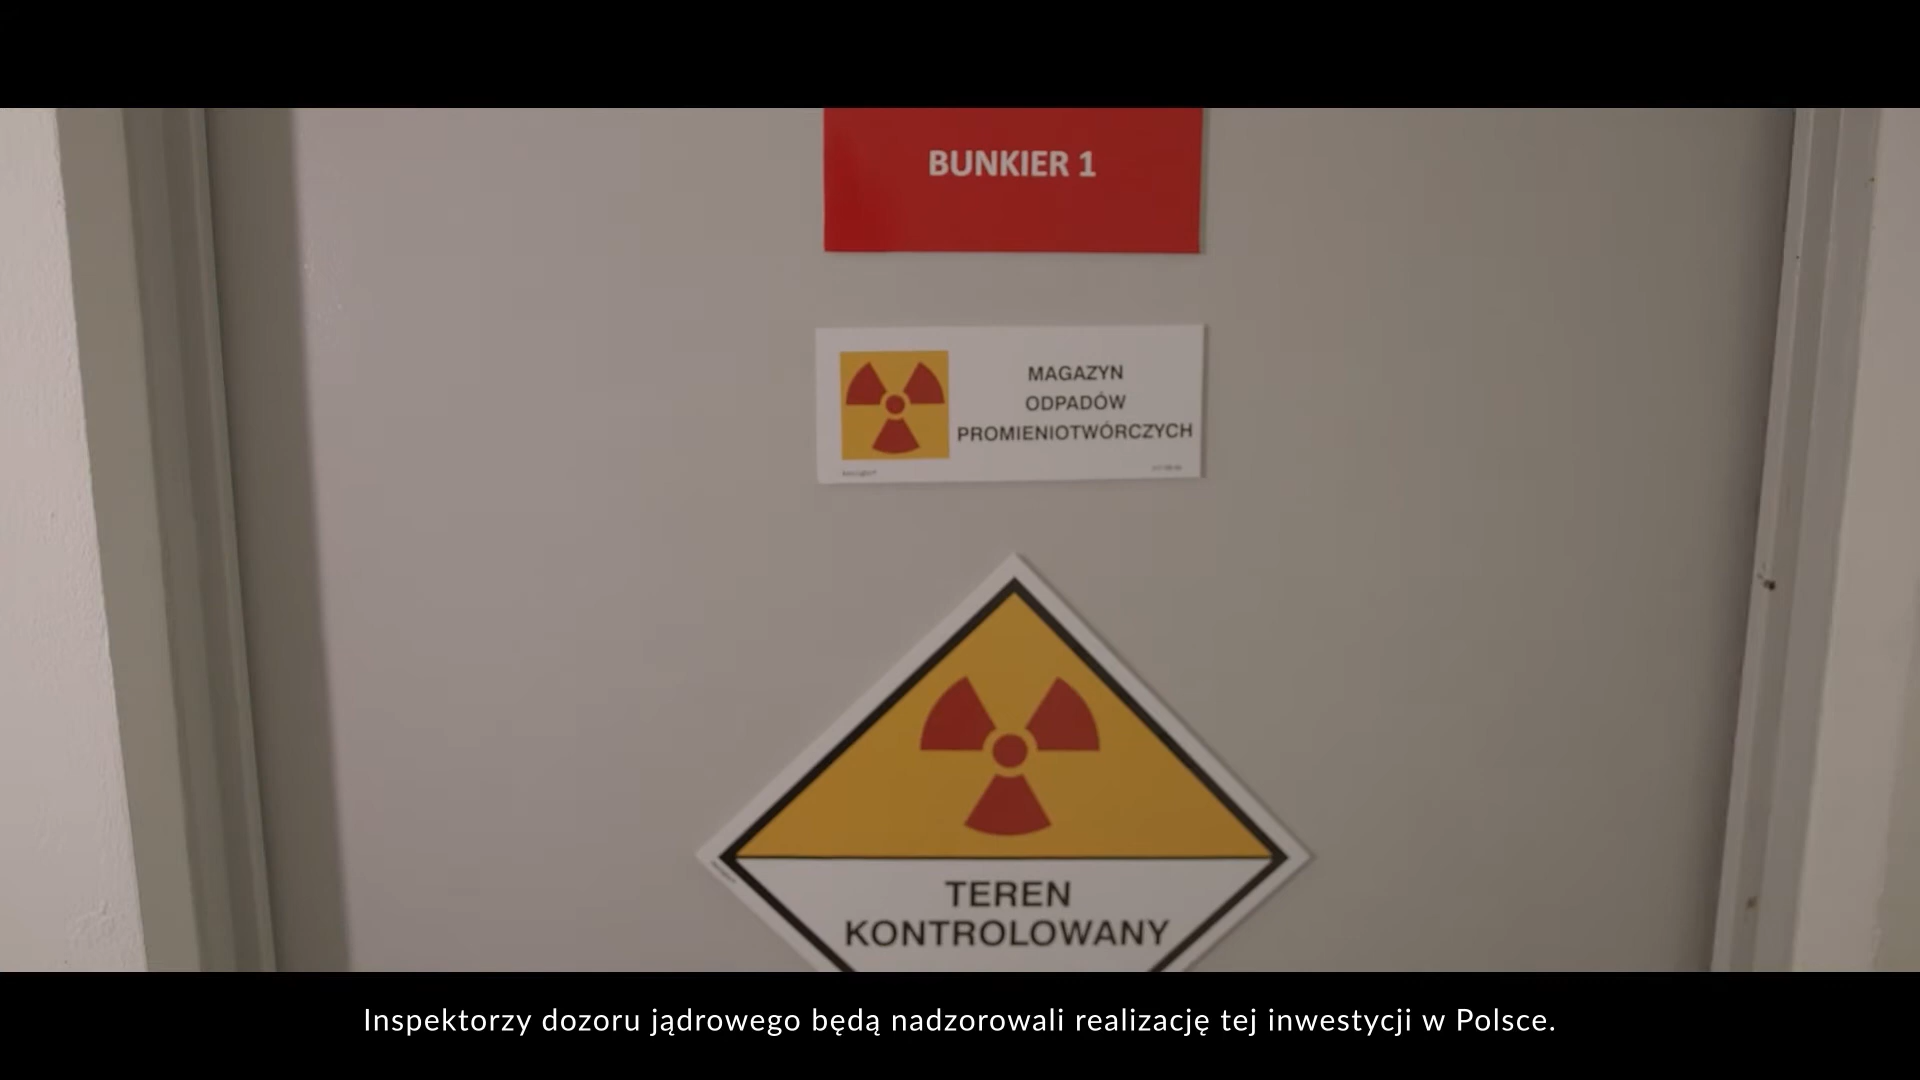 BUNKIER 1
MAGAZYN
ODPADÓW
PROMIENIOTWÓRCZYCH
TEREN
KONTROLOWANY
Inspektorzy dozoru jądrowego będą nadzorowali realizację tej inwestycji w Polsce.